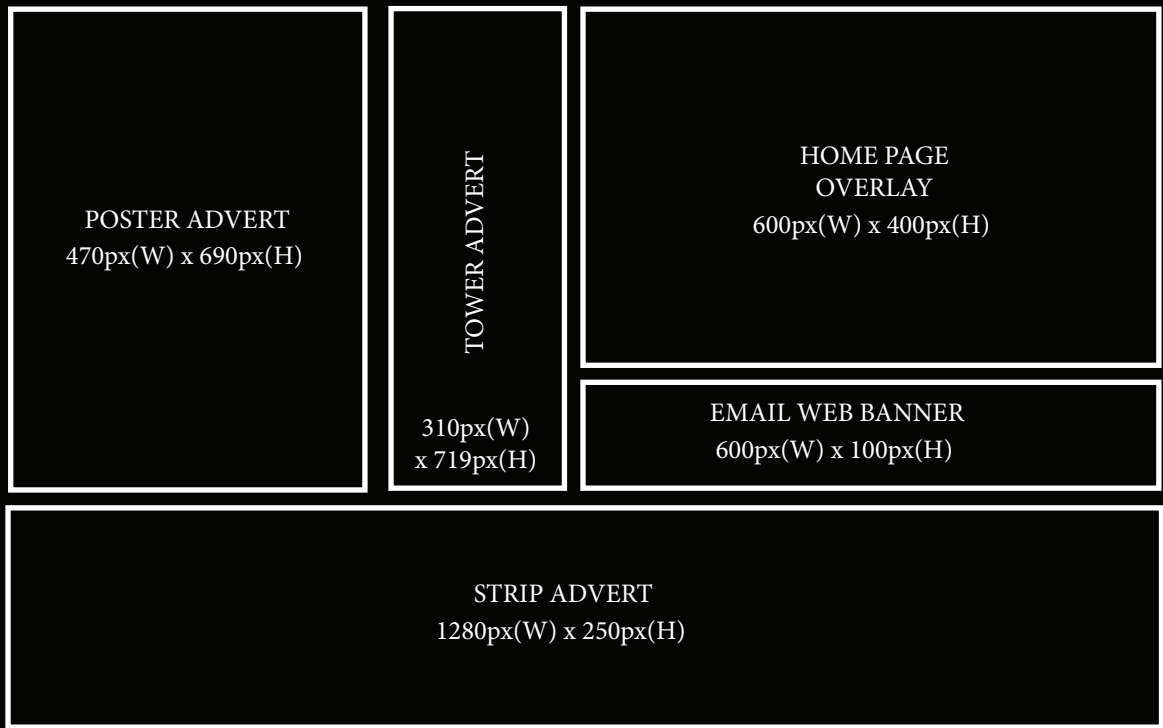 POSTER ADVERT
470px(W) x 690px(H)
TOWER ADVERT
310px(W)
x 719px(H)
HOME PAGE
OVERLAY
600px(W) x 400px(H)
EMAIL WEB BANNER
600px(W) x 100px(H)
STRIP ADVERT
1280px(W) x 250px(H)